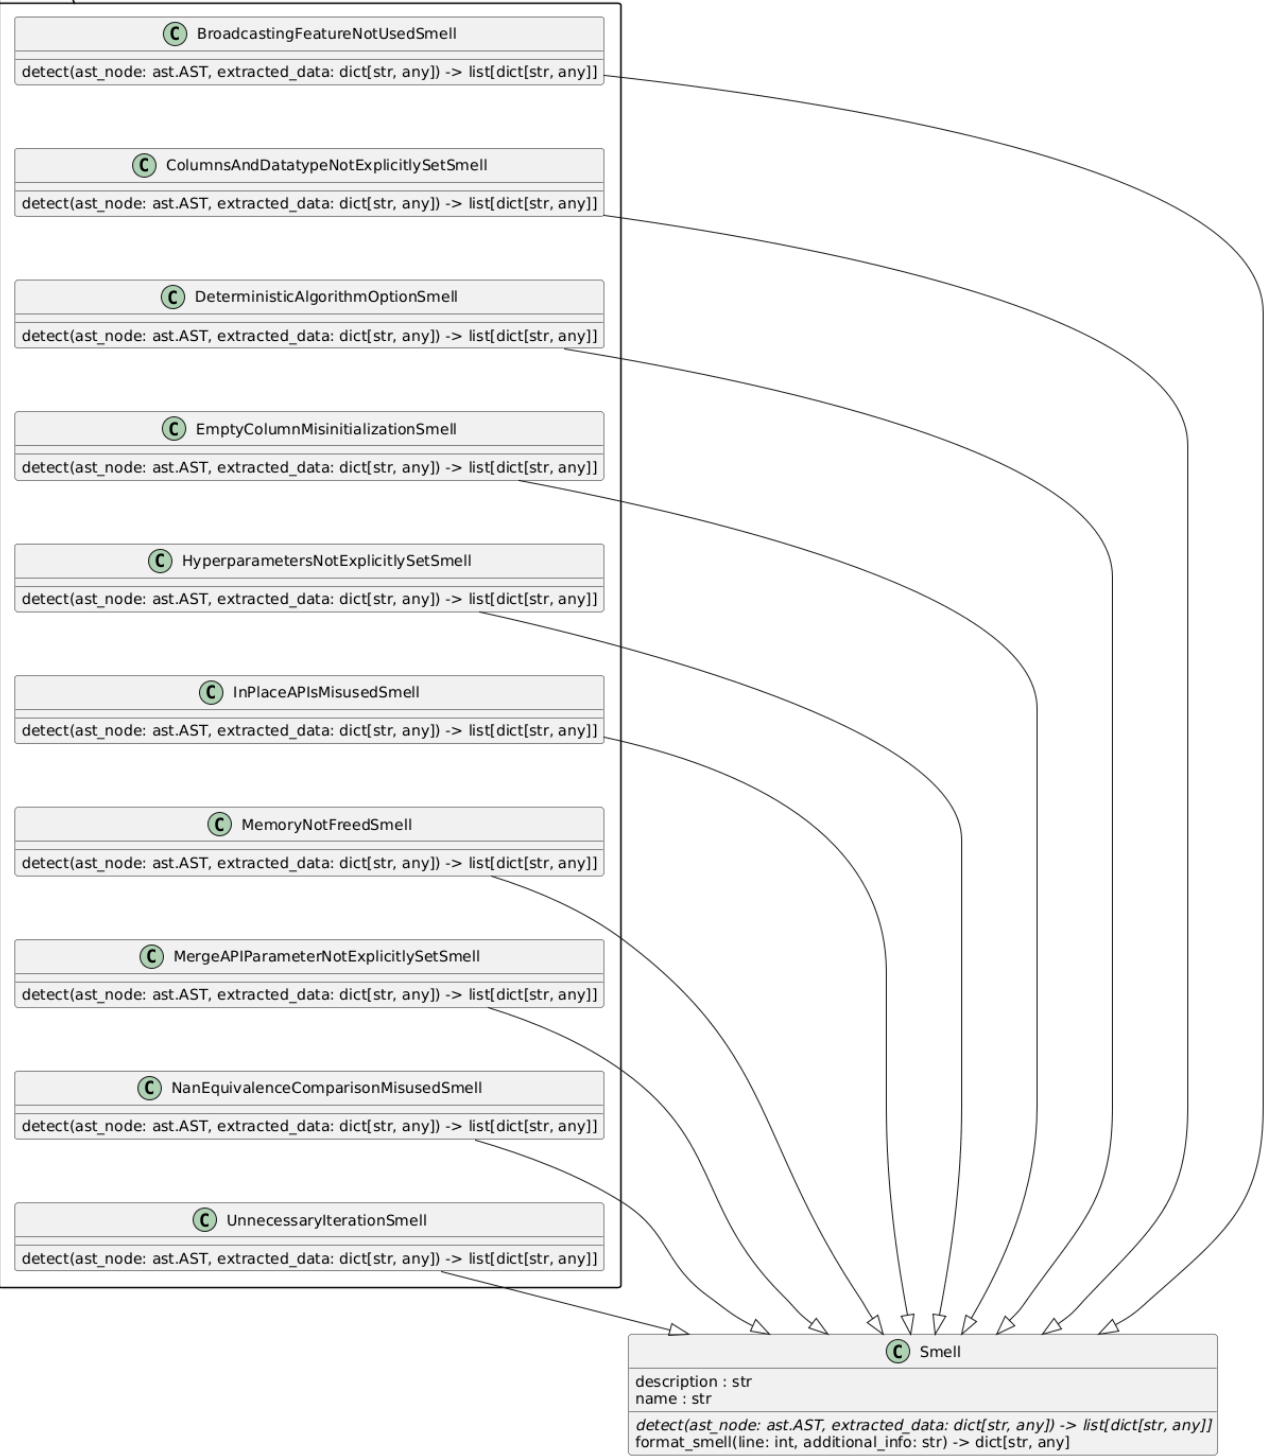 C BroadcastingFeatureNotUsedSmell
detect(ast_node: ast.AST, extracted_data: dict[str, any]) -> list[dict[str, any]]
C ColumnsAndDatatypeNotExplicitlySetSmell
detect(ast_node: ast.AST, extracted_data: dict[str, any]) -> list[dict[str, any]]
C DeterministicAlgorithmOptionSmell
detect(ast_node: ast.AST, extracted_data: dict[str, any]) -> list[dict[str, any]]
C EmptyColumnMisinitializationSmell
detect(ast_node: ast.AST, extracted_data: dict[str, any]) -> list[dict[str, any]]
C HyperparametersNotExplicitlySetSmell
detect(ast_node: ast.AST, extracted_data: dict[str, any]) -> list[dict[str, any]]
C InPlaceAPIsMisusedSmell
detect(ast_node: ast.AST, extracted_data: dict[str, any]) -> list[dict[str, any]]
C MemoryNotFreedSmell
detect(ast_node: ast.AST, extracted_data: dict[str, any]) -> list[dict[str, any]]
C MergeAPIParameterNotExplicitlySetSmell
detect(ast_node: ast.AST, extracted_data: dict[str, any]) -> list[dict[str, any]]
C NanEquivalenceComparisonMisusedSmell
detect(ast_node: ast.AST, extracted_data: dict[str, any]) -> list[dict[str, any]]
C UnnecessaryIterationSmell
detect(ast_node: ast.AST, extracted_data: dict[str, any]) -> list[dict[str, any]]
C Smell
description : str
name : str
detect(ast_node: ast.AST, extracted_data: dict[str, any]) -> list[dict[str, any]]
format_smell(line: int, additional_info: str) -> dict[str, any]